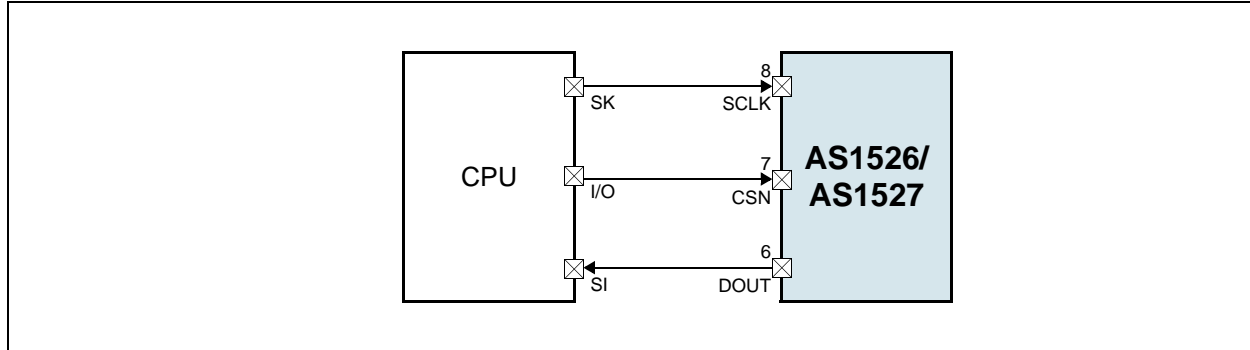 8
SK
SCLK
CPU
7
I/O
CSN
AS1526/
AS1527
6
SI
DOUT